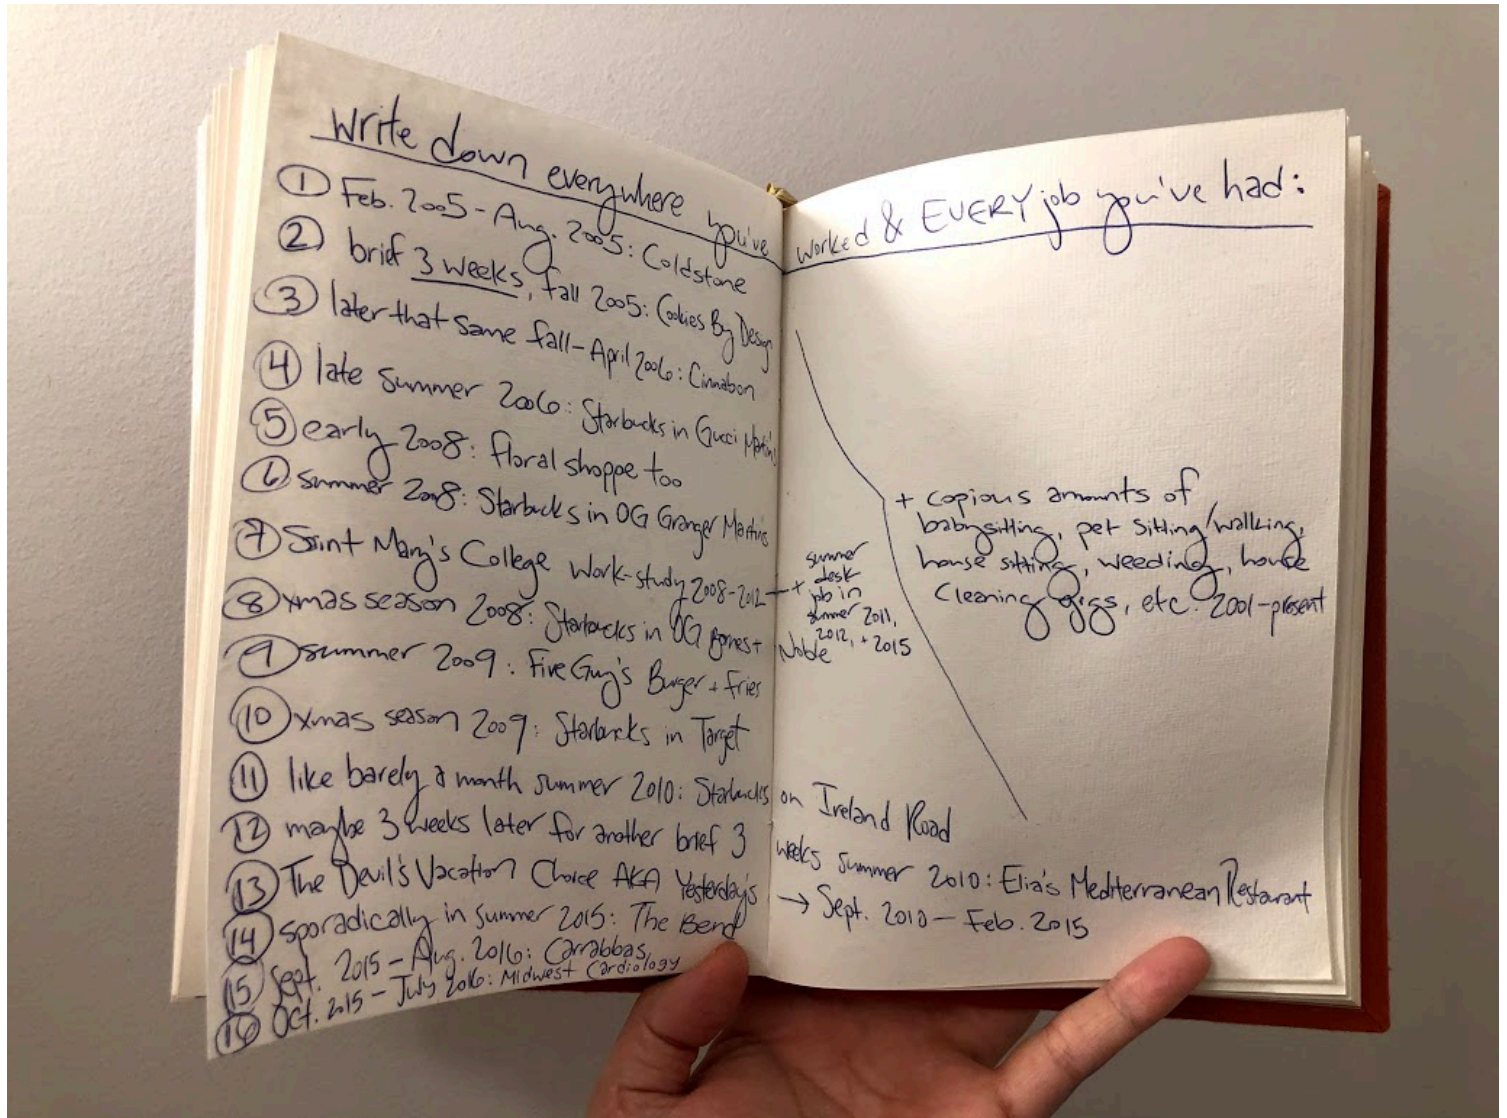 Write down everywhere you've worked & EVERY job you've had:
① Feb. 2005 - Aug. 2005: Coldstone
② brief 3 weeks, fall 2005: Cookies By Design
③ later that same fall - April 2006: Cinnabon
④ late summer 2006: Starbucks in Gucci Martin's
⑤ early 2008: floral shoppe too
⑥ summer 2008: Starbucks in OG Granger Martin's
⑦ Saint Mary's College work-study 2008-2012 - + summer
desk
job in
summer 2011,
2012, + 2015
⑧ xmas season 2008: Starbucks in OG Barnes + Noble
⑨ summer 2009: Five Guy's Burger + Fries
⑩ xmas season 2009: Starbucks in Target
⑪ like barely a month summer 2010: Starbucks on Ireland Road
⑫ maybe 3 weeks later for another brief 3 weeks summer 2010: Elia's Mediterranean Restaurant
⑬ The Devil's Vacation Choice AKA Yesterday's → Sept. 2010 - Feb. 2015
⑭ sporadically in summer 2015: The Bend
⑮ Sept. 2015 - Aug. 2016: Carrabbas
⑯ Oct. 2015 - July 2016: Midwest Cardiology
+ copious amounts of
babysitting, pet sitting/walking,
house sitting, weeding, house
cleaning gigs, etc. 2001-present